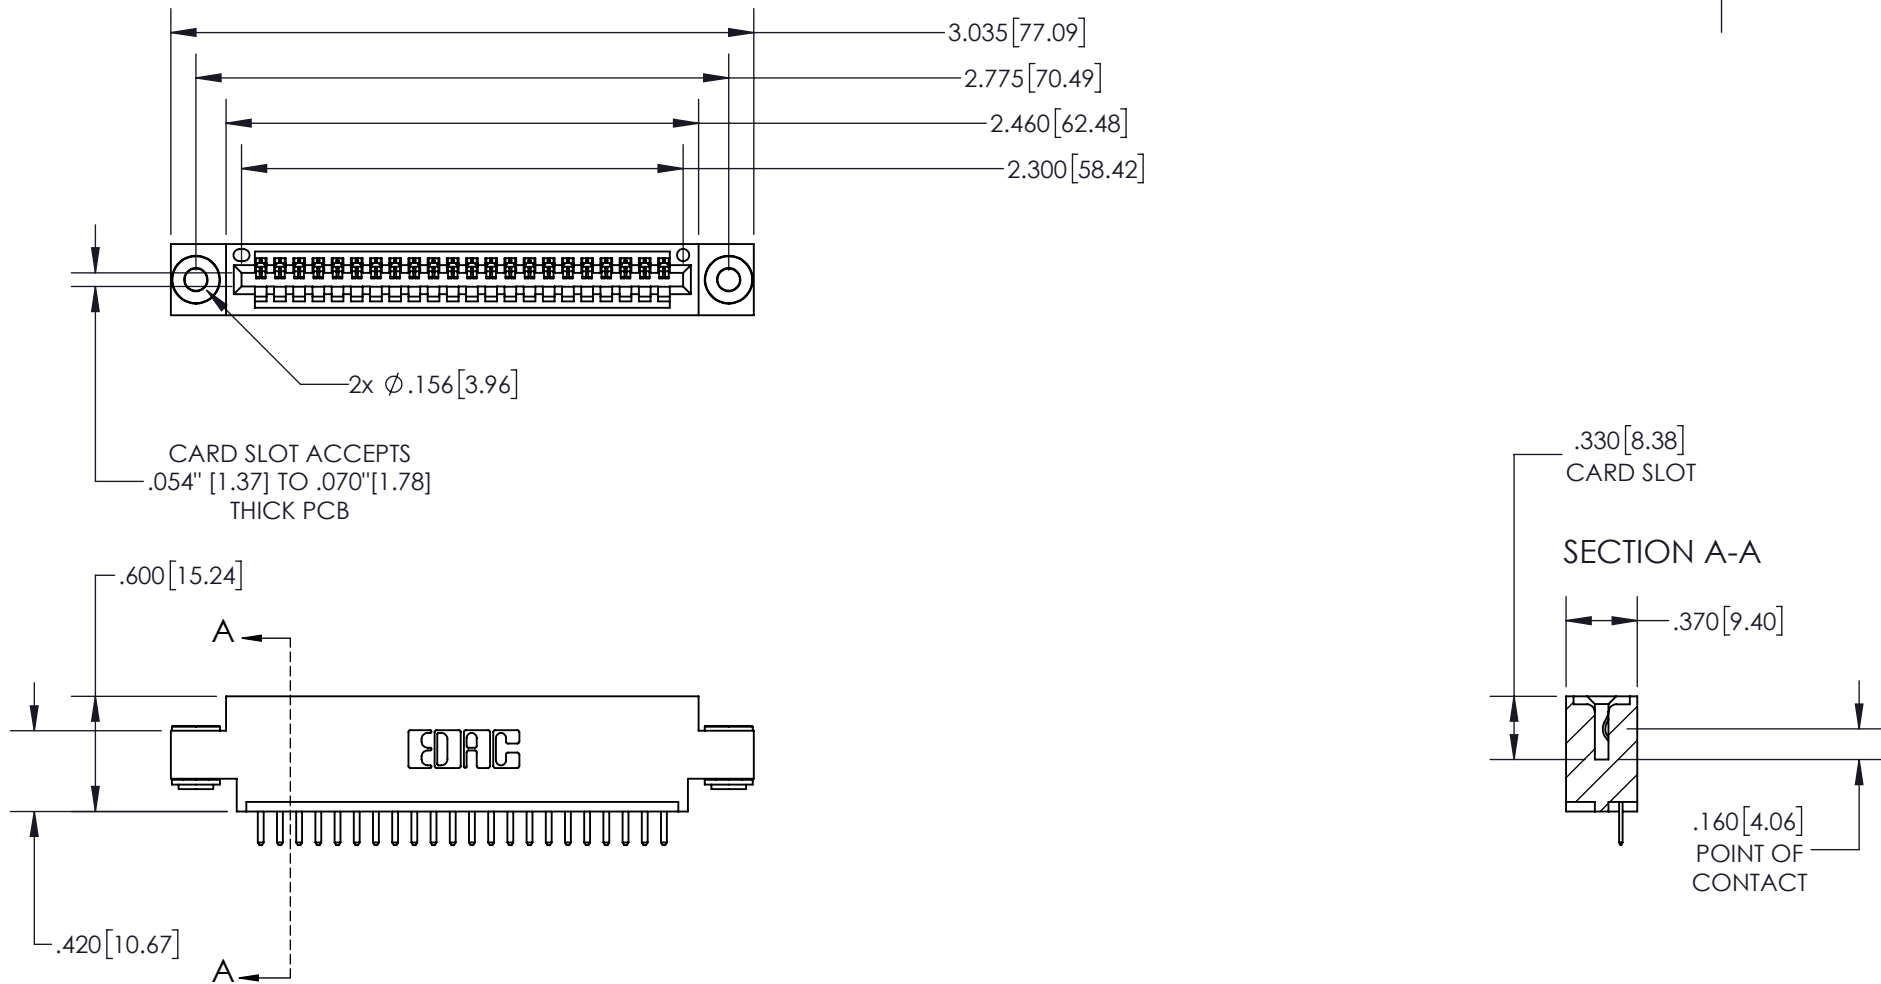 3.035[77.09]
2.775[70.49]
2.460[62.48]
2.300[58.42]
2x Ø.156[3.96]
CARD SLOT ACCEPTS
.054" [1.37] TO .070"[1.78]
THICK PCB
.330[8.38]
CARD SLOT
SECTION A-A
.600[15.24]
.370[9.40]
A
EDAC
.160[4.06]
POINT OF
CONTACT
.420[10.67]
A